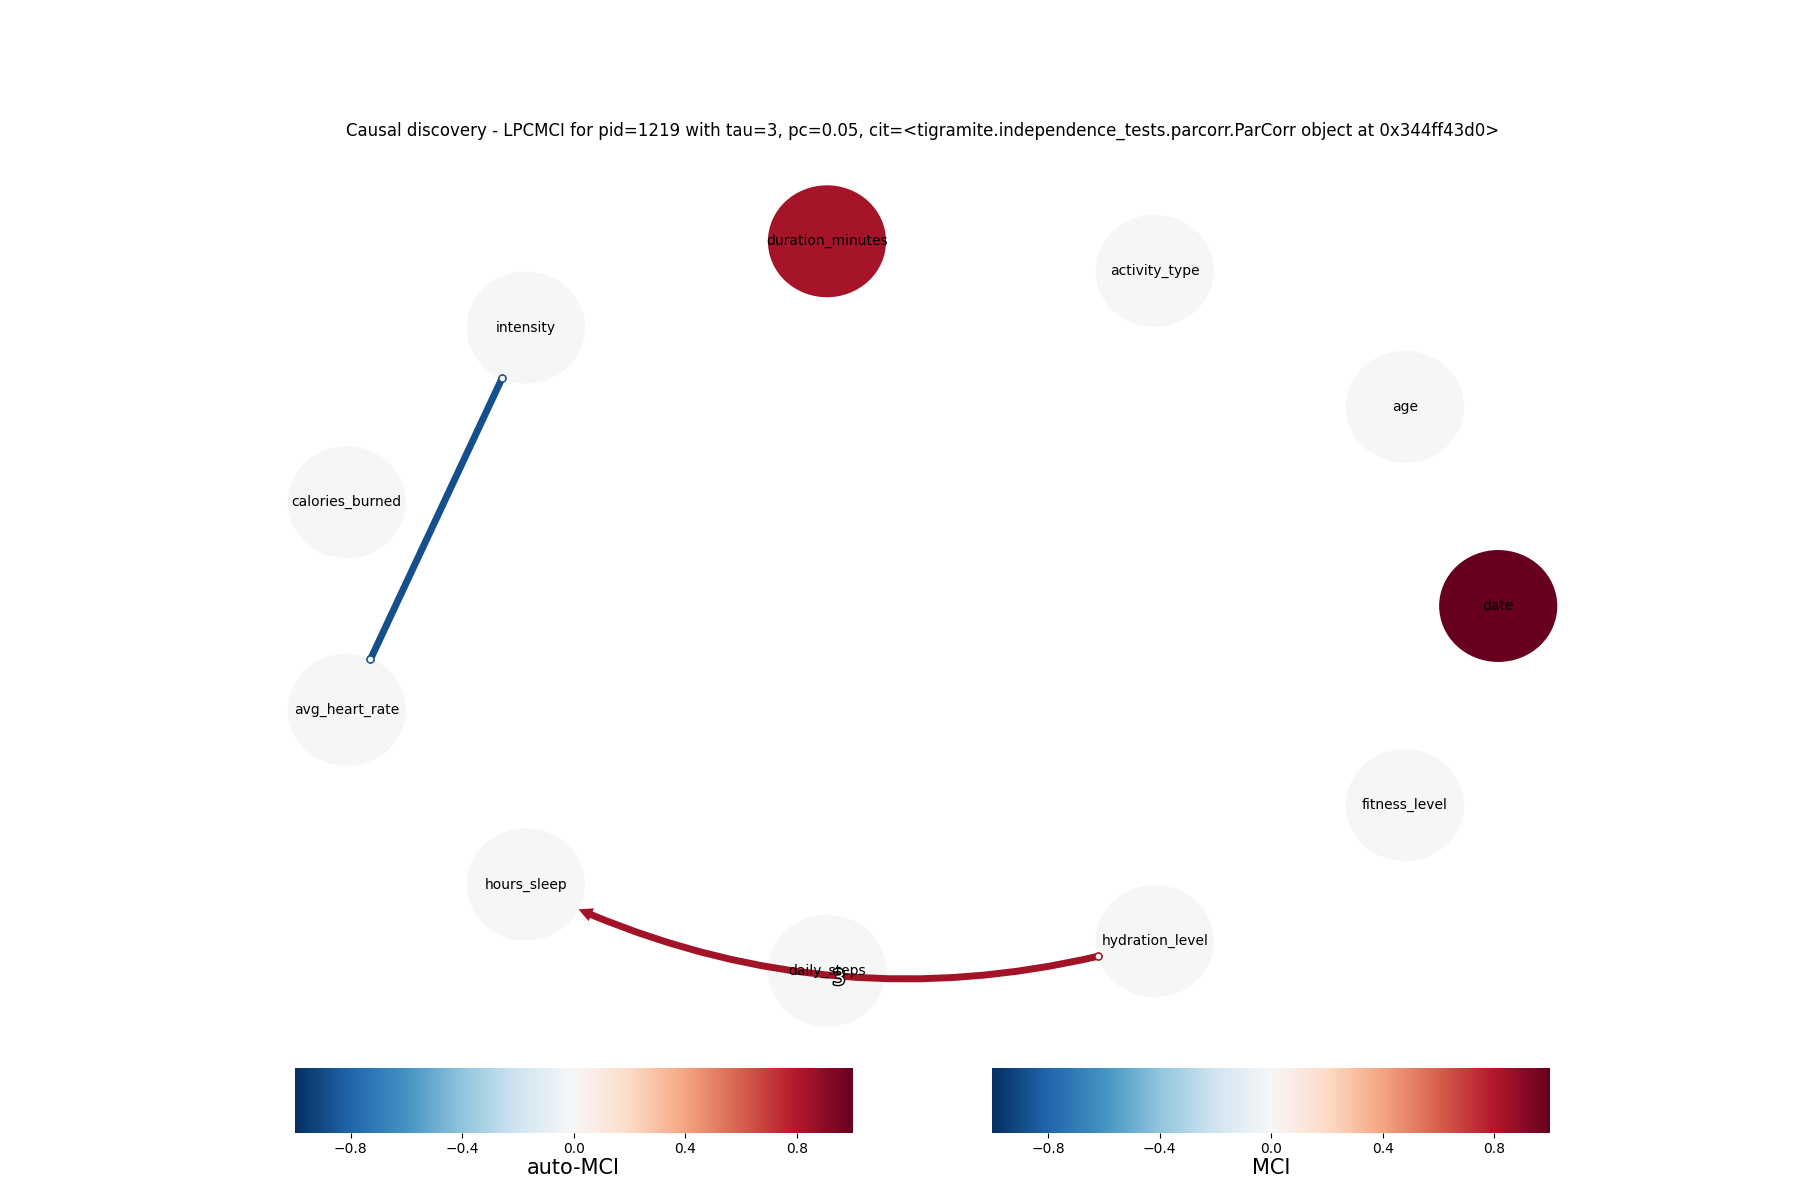 Causal discovery - LPCMCI for pid=1219 with tau=3, pc=0.05, cit=<tigramite.independence_tests.parcorr.ParCorr object at 0x344ff43d0>
duration_minutes
activity_type
intensity
age
calories_burned
date
avg_heart_rate
fitness_level
hours_sleep
hydration_level
daily_steps
3
−0.8 −0.4 0.0 0.4 0.8
auto-MCI
−0.8 −0.4 0.0 0.4 0.8
MCI